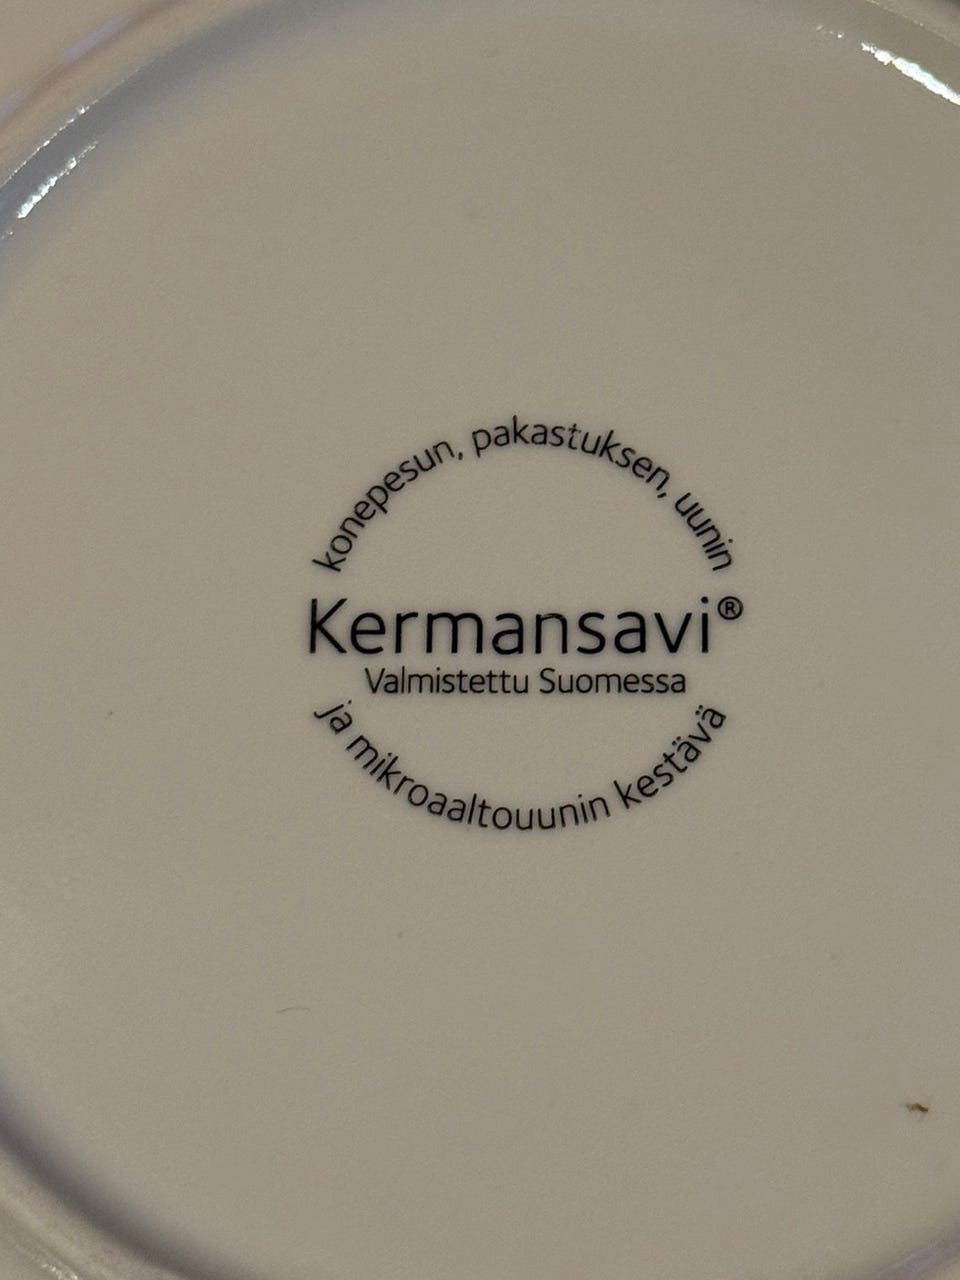 konepesun, pakastuksen, uunin
Kermansavi®
Valmistettu Suomessa
ja mikroaaltouunin kestävä